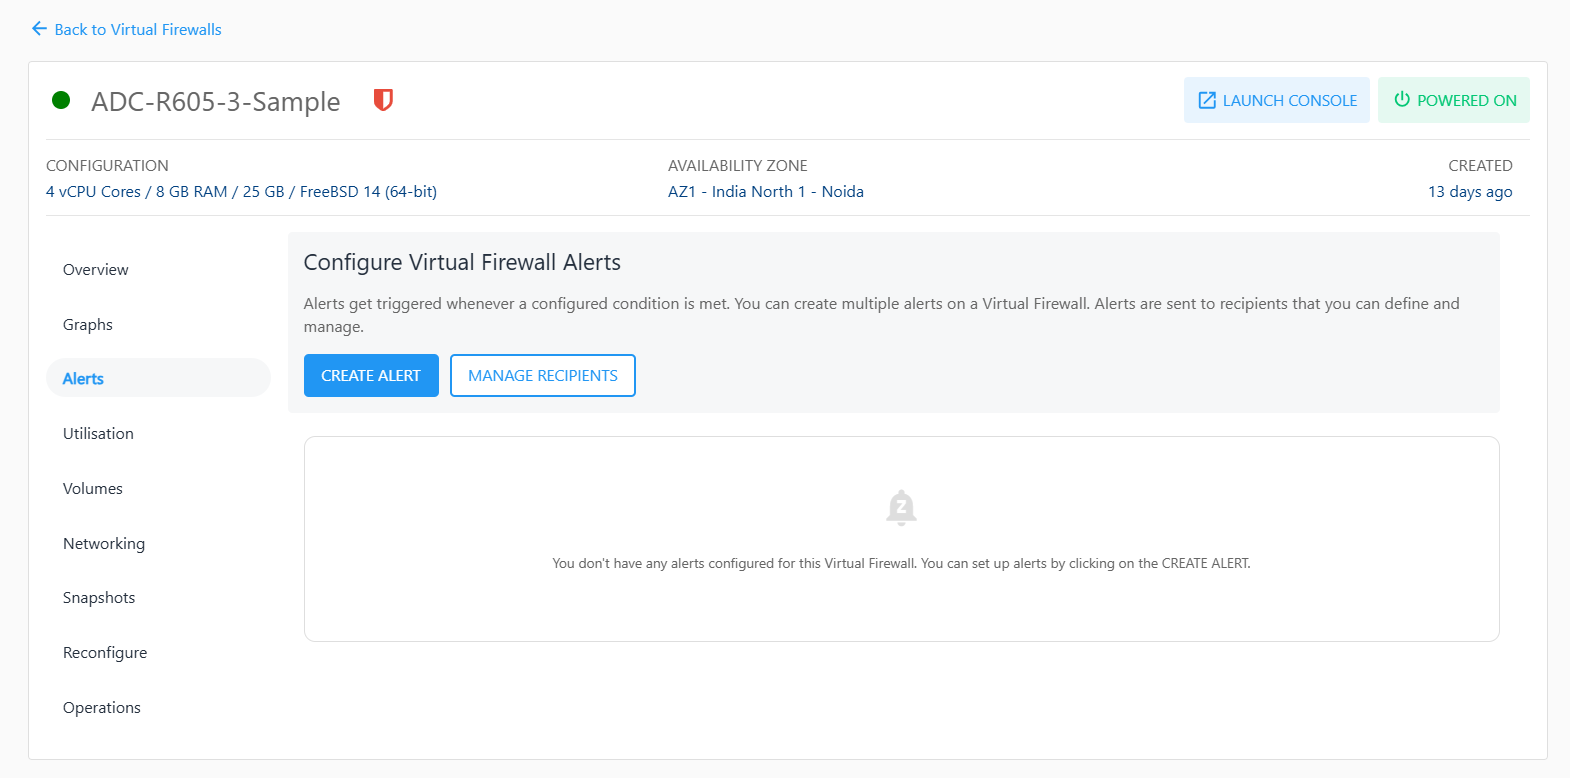 Back to Virtual Firewalls
ADC-R605-3-Sample
LAUNCH CONSOLE
POWERED ON
CONFIGURATION
4 vCPU Cores / 8 GB RAM / 25 GB / FreeBSD 14 (64-bit)
AVAILABILITY ZONE
AZ1 - India North 1 - Noida
CREATED
13 days ago
Overview
Graphs
Alerts
Utilisation
Volumes
Networking
Snapshots
Reconfigure
Operations
Configure Virtual Firewall Alerts
Alerts get triggered whenever a configured condition is met. You can create multiple alerts on a Virtual Firewall. Alerts are sent to recipients that you can define and
manage.
CREATE ALERT
MANAGE RECIPIENTS
You don't have any alerts configured for this Virtual Firewall. You can set up alerts by clicking on the CREATE ALERT.